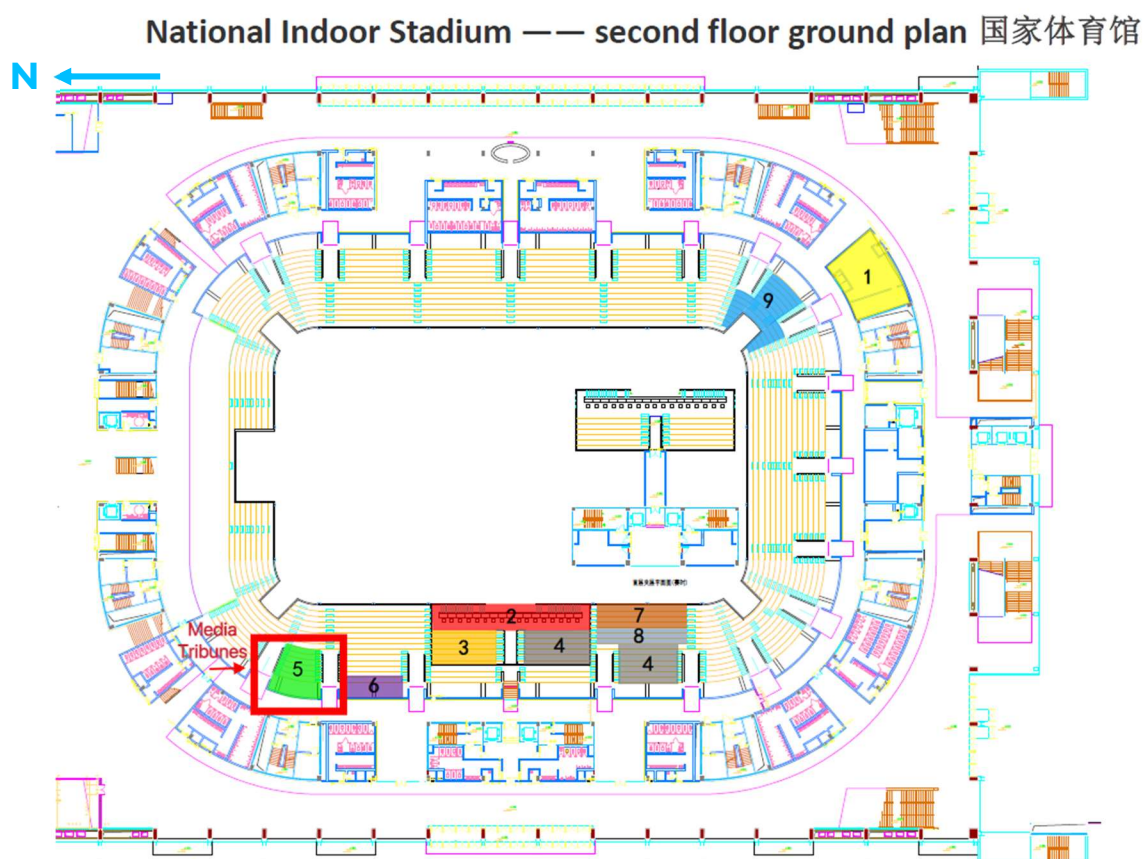 National Indoor Stadium —— second floor ground plan 国家体育馆
N
1
9
2
7
3
4
8
4
Media
Tribunes
5
6